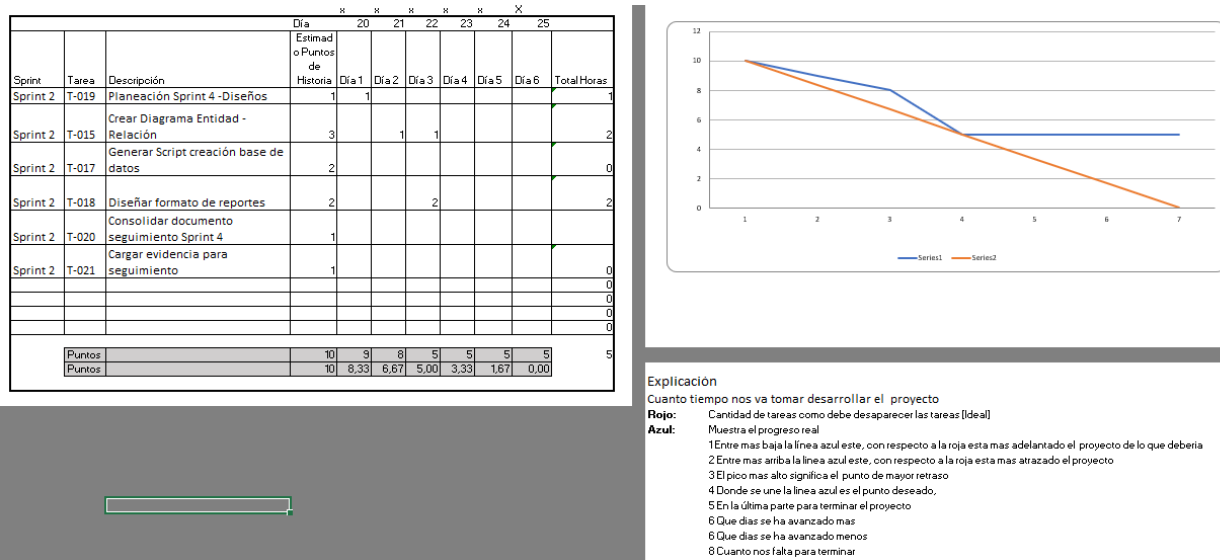 x x x x x X
Día 20 21 22 23 24 25
Sprint Tarea Descripción Estimado Puntos de Historia Día 1 Día 2 Día 3 Día 4 Día 5 Día 6 Total Horas
Sprint 2 T-019 Planeación Sprint 4 -Diseños 1 1 1
Sprint 2 T-015 Crear Diagrama Entidad - Relación 3 1 1 2
Sprint 2 T-017 Generar Script creación base de datos 2 0
Sprint 2 T-018 Diseñar formato de reportes 2 2 2
Sprint 2 T-020 Consolidar documento seguimiento Sprint 4 1
Sprint 2 T-021 Cargar evidencia para seguimiento 1 0
0
0
0
0
Puntos 10 9 8 5 5 5 5 5
Puntos 10 8,33 6,67 5,00 3,33 1,67 0,00
12
10
8
6
4
2
0
1 2 3 4 5 6 7
Series1 Series2
Explicación
Cuanto tiempo nos va tomar desarrollar el proyecto
Rojo: Cantidad de tareas como debe desaparecer las tareas [Ideal]
Azul: Muestra el progreso real
1 Entre mas baja la línea azul este, con respecto a la roja esta mas adelantado el proyecto de lo que deberia
2 Entre mas arriba la linea azul este, con respecto a la roja esta mas atrazado el proyecto
3 El pico mas alto significa el punto de mayor retraso
4 Donde se une la linea azul es el punto deseado,
5 En la última parte para terminar el proyecto
6 Que dias se ha avanzado mas
6 Que dias se ha avanzado menos
8 Cuanto nos falta para terminar